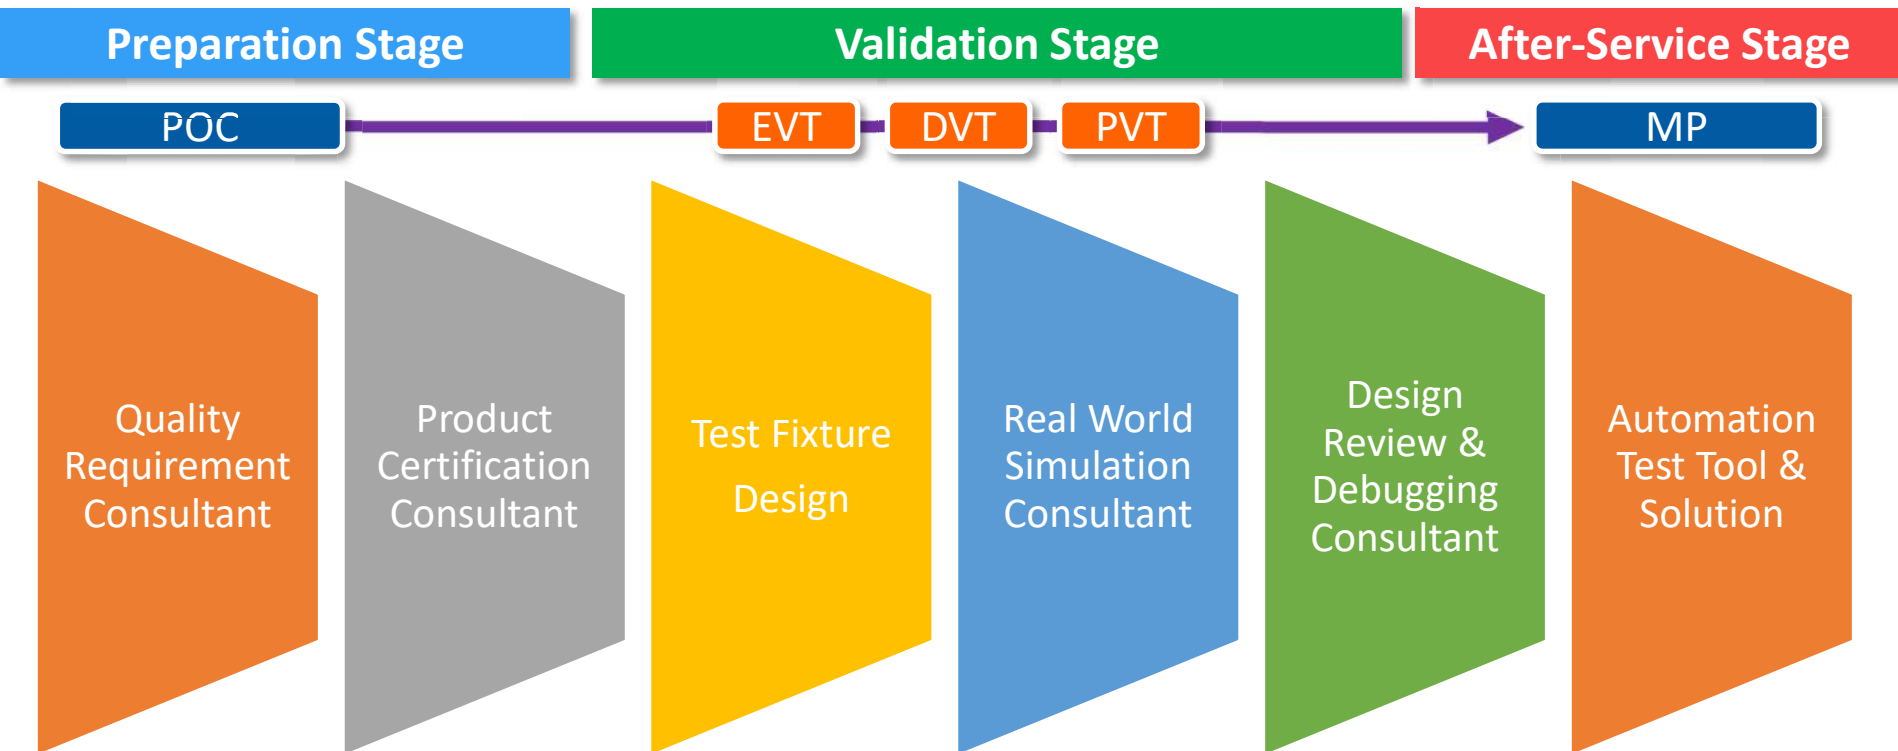 Preparation Stage
Validation Stage
After-Service Stage
POC
EVT
DVT
PVT
MP
Quality
Requirement
Consultant
Product
Certification
Consultant
Test Fixture
Design
Real World
Simulation
Consultant
Design
Review &
Debugging
Consultant
Automation
Test Tool &
Solution